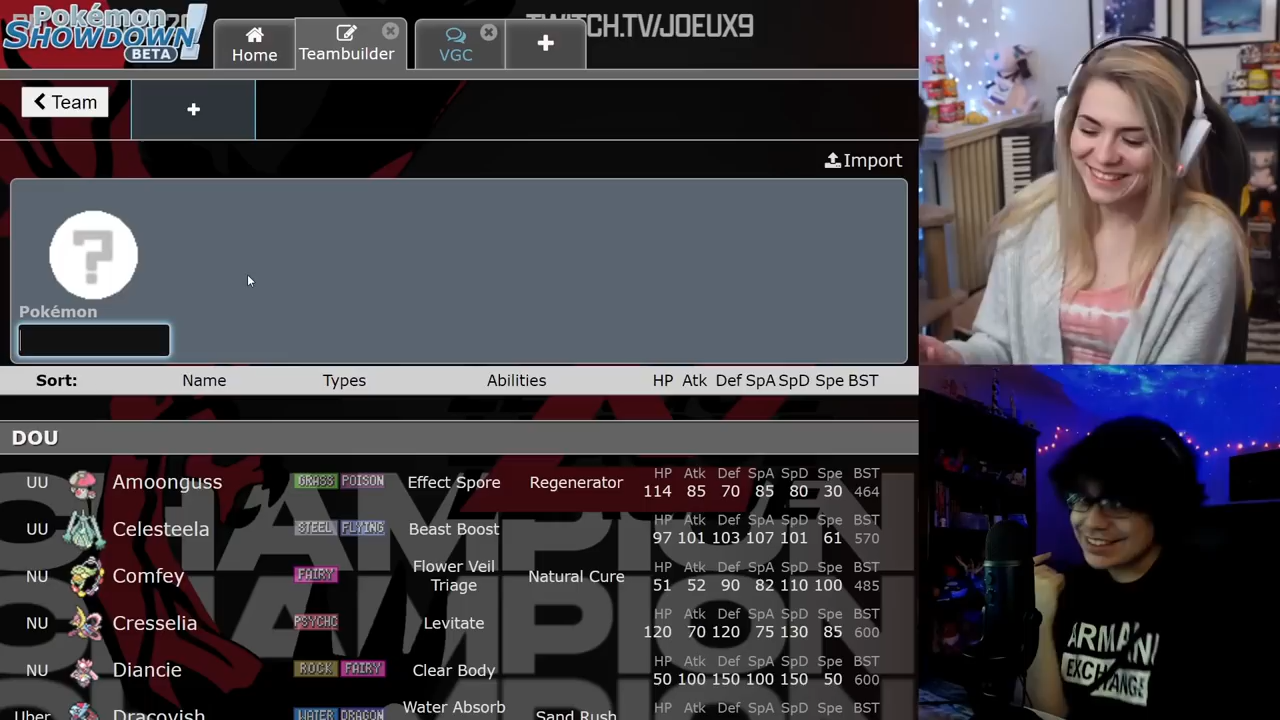 Pokémon
SHOWDOWN!
BETA
TWITCH.TV/JOEUX9
Home
Teambuilder
VGC
+
Team
+
Import
?
Pokémon
Sort: Name Types Abilities HP Atk Def SpA SpD Spe BST
DOU
UU Amoonguss GRASS POISON Effect Spore Regenerator HP 114 Atk 85 Def 70 SpA 85 SpD 80 Spe 30 BST 464
UU Celesteela STEEL FLYING Beast Boost HP 97 Atk 101 Def 103 SpA 107 SpD 101 Spe 61 BST 570
NU Comfey FAIRY Flower Veil Triage Natural Cure HP 51 Atk 52 Def 90 SpA 82 SpD 110 Spe 100 BST 485
NU Cresselia PSYCHC Levitate HP 120 Atk 70 Def 120 SpA 75 SpD 130 Spe 85 BST 600
NU Diancie ROCK FAIRY Clear Body HP 50 Atk 100 Def 150 SpA 100 SpD 150 Spe 50 BST 600
Uber Dracovish WATER DRAGON Water Absorb Sand Rush HP Atk Def SpA SpD Spe BST
CHAMPION
ARMANI
EXCHANGE